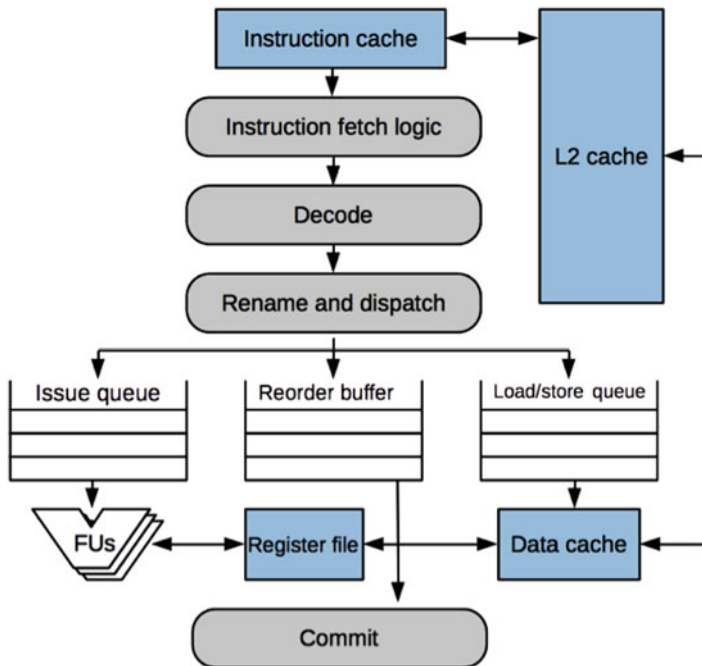 Instruction cache
Instruction fetch logic
L2 cache
Decode
Rename and dispatch
Issue queue
Reorder buffer
Load/store queue
FUs
Register file
Data cache
Commit